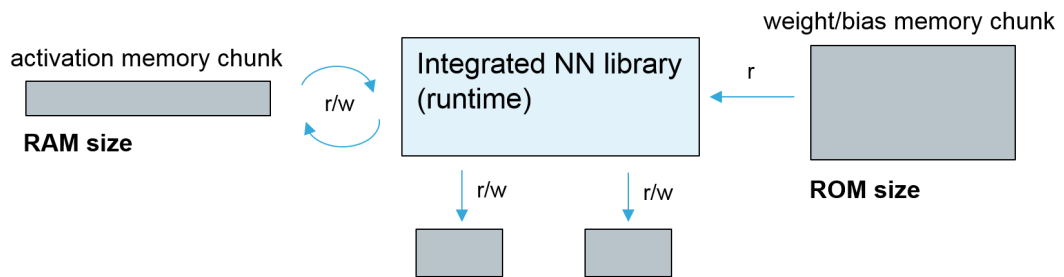 weight/bias memory chunk
activation memory chunk
Integrated NN library
(runtime)
r
r/w
RAM size
r/w
r/w
ROM size